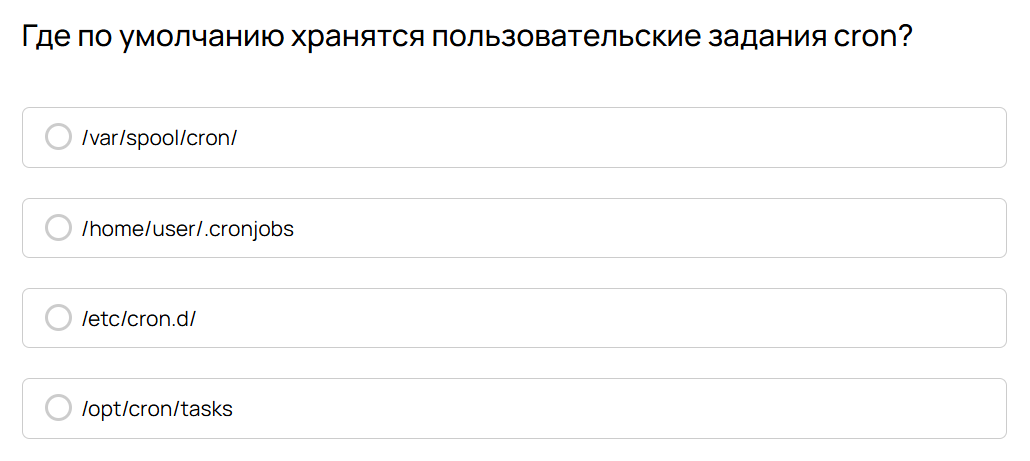 Где по умолчанию хранятся пользовательские задания cron?
/var/spool/cron/
/home/user/.cronjobs
/etc/cron.d/
/opt/cron/tasks